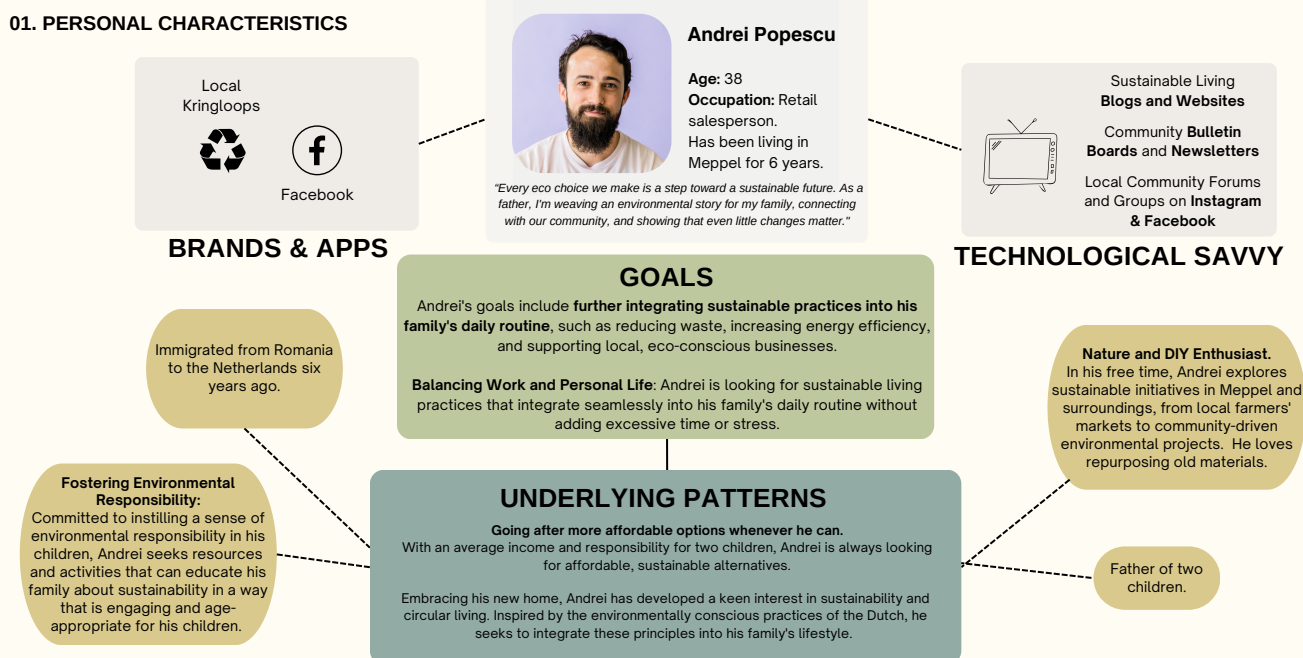 01. PERSONAL CHARACTERISTICS
Local
Kringloops
Facebook
BRANDS & APPS
Andrei Popescu
Age: 38
Occupation: Retail
salesperson.
Has been living in
Meppel for 6 years.
"Every eco choice we make is a step toward a sustainable future. As a
father, I'm weaving an environmental story for my family, connecting
with our community, and showing that even little changes matter."
Sustainable Living
Blogs and Websites
Community Bulletin
Boards and Newsletters
Local Community Forums
and Groups on Instagram
& Facebook
TECHNOLOGICAL SAVVY
GOALS
Andrei's goals include further integrating sustainable practices into his
family's daily routine, such as reducing waste, increasing energy efficiency,
and supporting local, eco-conscious businesses.
Balancing Work and Personal Life: Andrei is looking for sustainable living
practices that integrate seamlessly into his family's daily routine without
adding excessive time or stress.
Immigrated from Romania
to the Netherlands six
years ago.
Fostering Environmental
Responsibility:
Committed to instilling a sense of
environmental responsibility in his
children, Andrei seeks resources
and activities that can educate his
family about sustainability in a way
that is engaging and age-
appropriate for his children.
UNDERLYING PATTERNS
Going after more affordable options whenever he can.
With an average income and responsibility for two children, Andrei is always looking
for affordable, sustainable alternatives.
Embracing his new home, Andrei has developed a keen interest in sustainability and
circular living. Inspired by the environmentally conscious practices of the Dutch, he
seeks to integrate these principles into his family's lifestyle.
Nature and DIY Enthusiast.
In his free time, Andrei explores
sustainable initiatives in Meppel and
surroundings, from local farmers'
markets to community-driven
environmental projects. He loves
repurposing old materials.
Father of two
children.